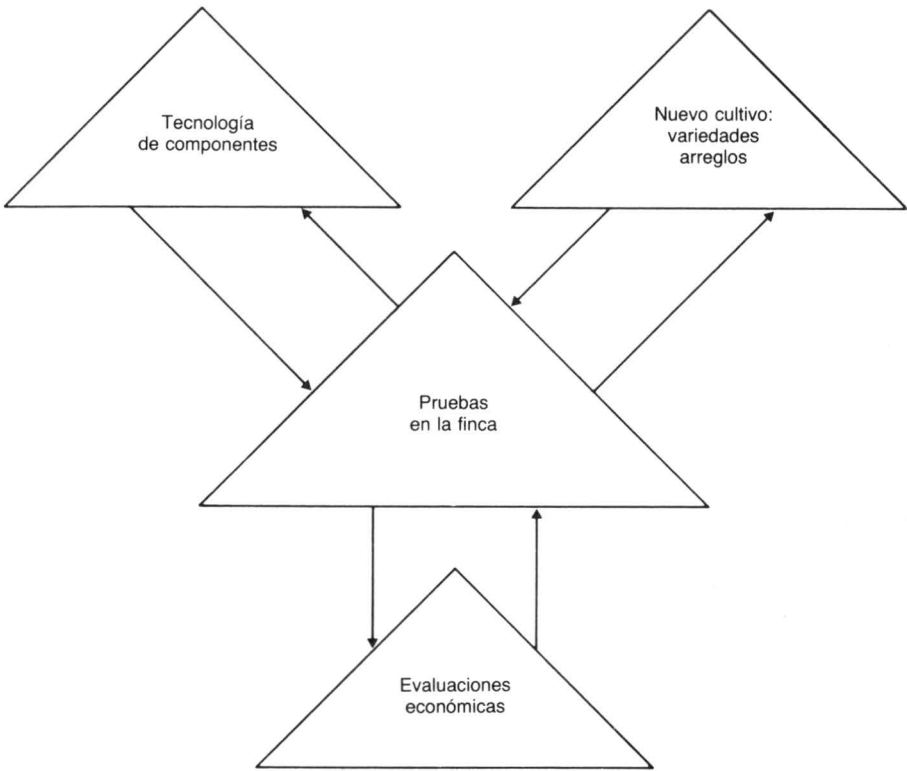 Tecnología
de componentes
Nuevo cultivo:
variedades
arreglos
Pruebas
en la finca
Evaluaciones
económicas